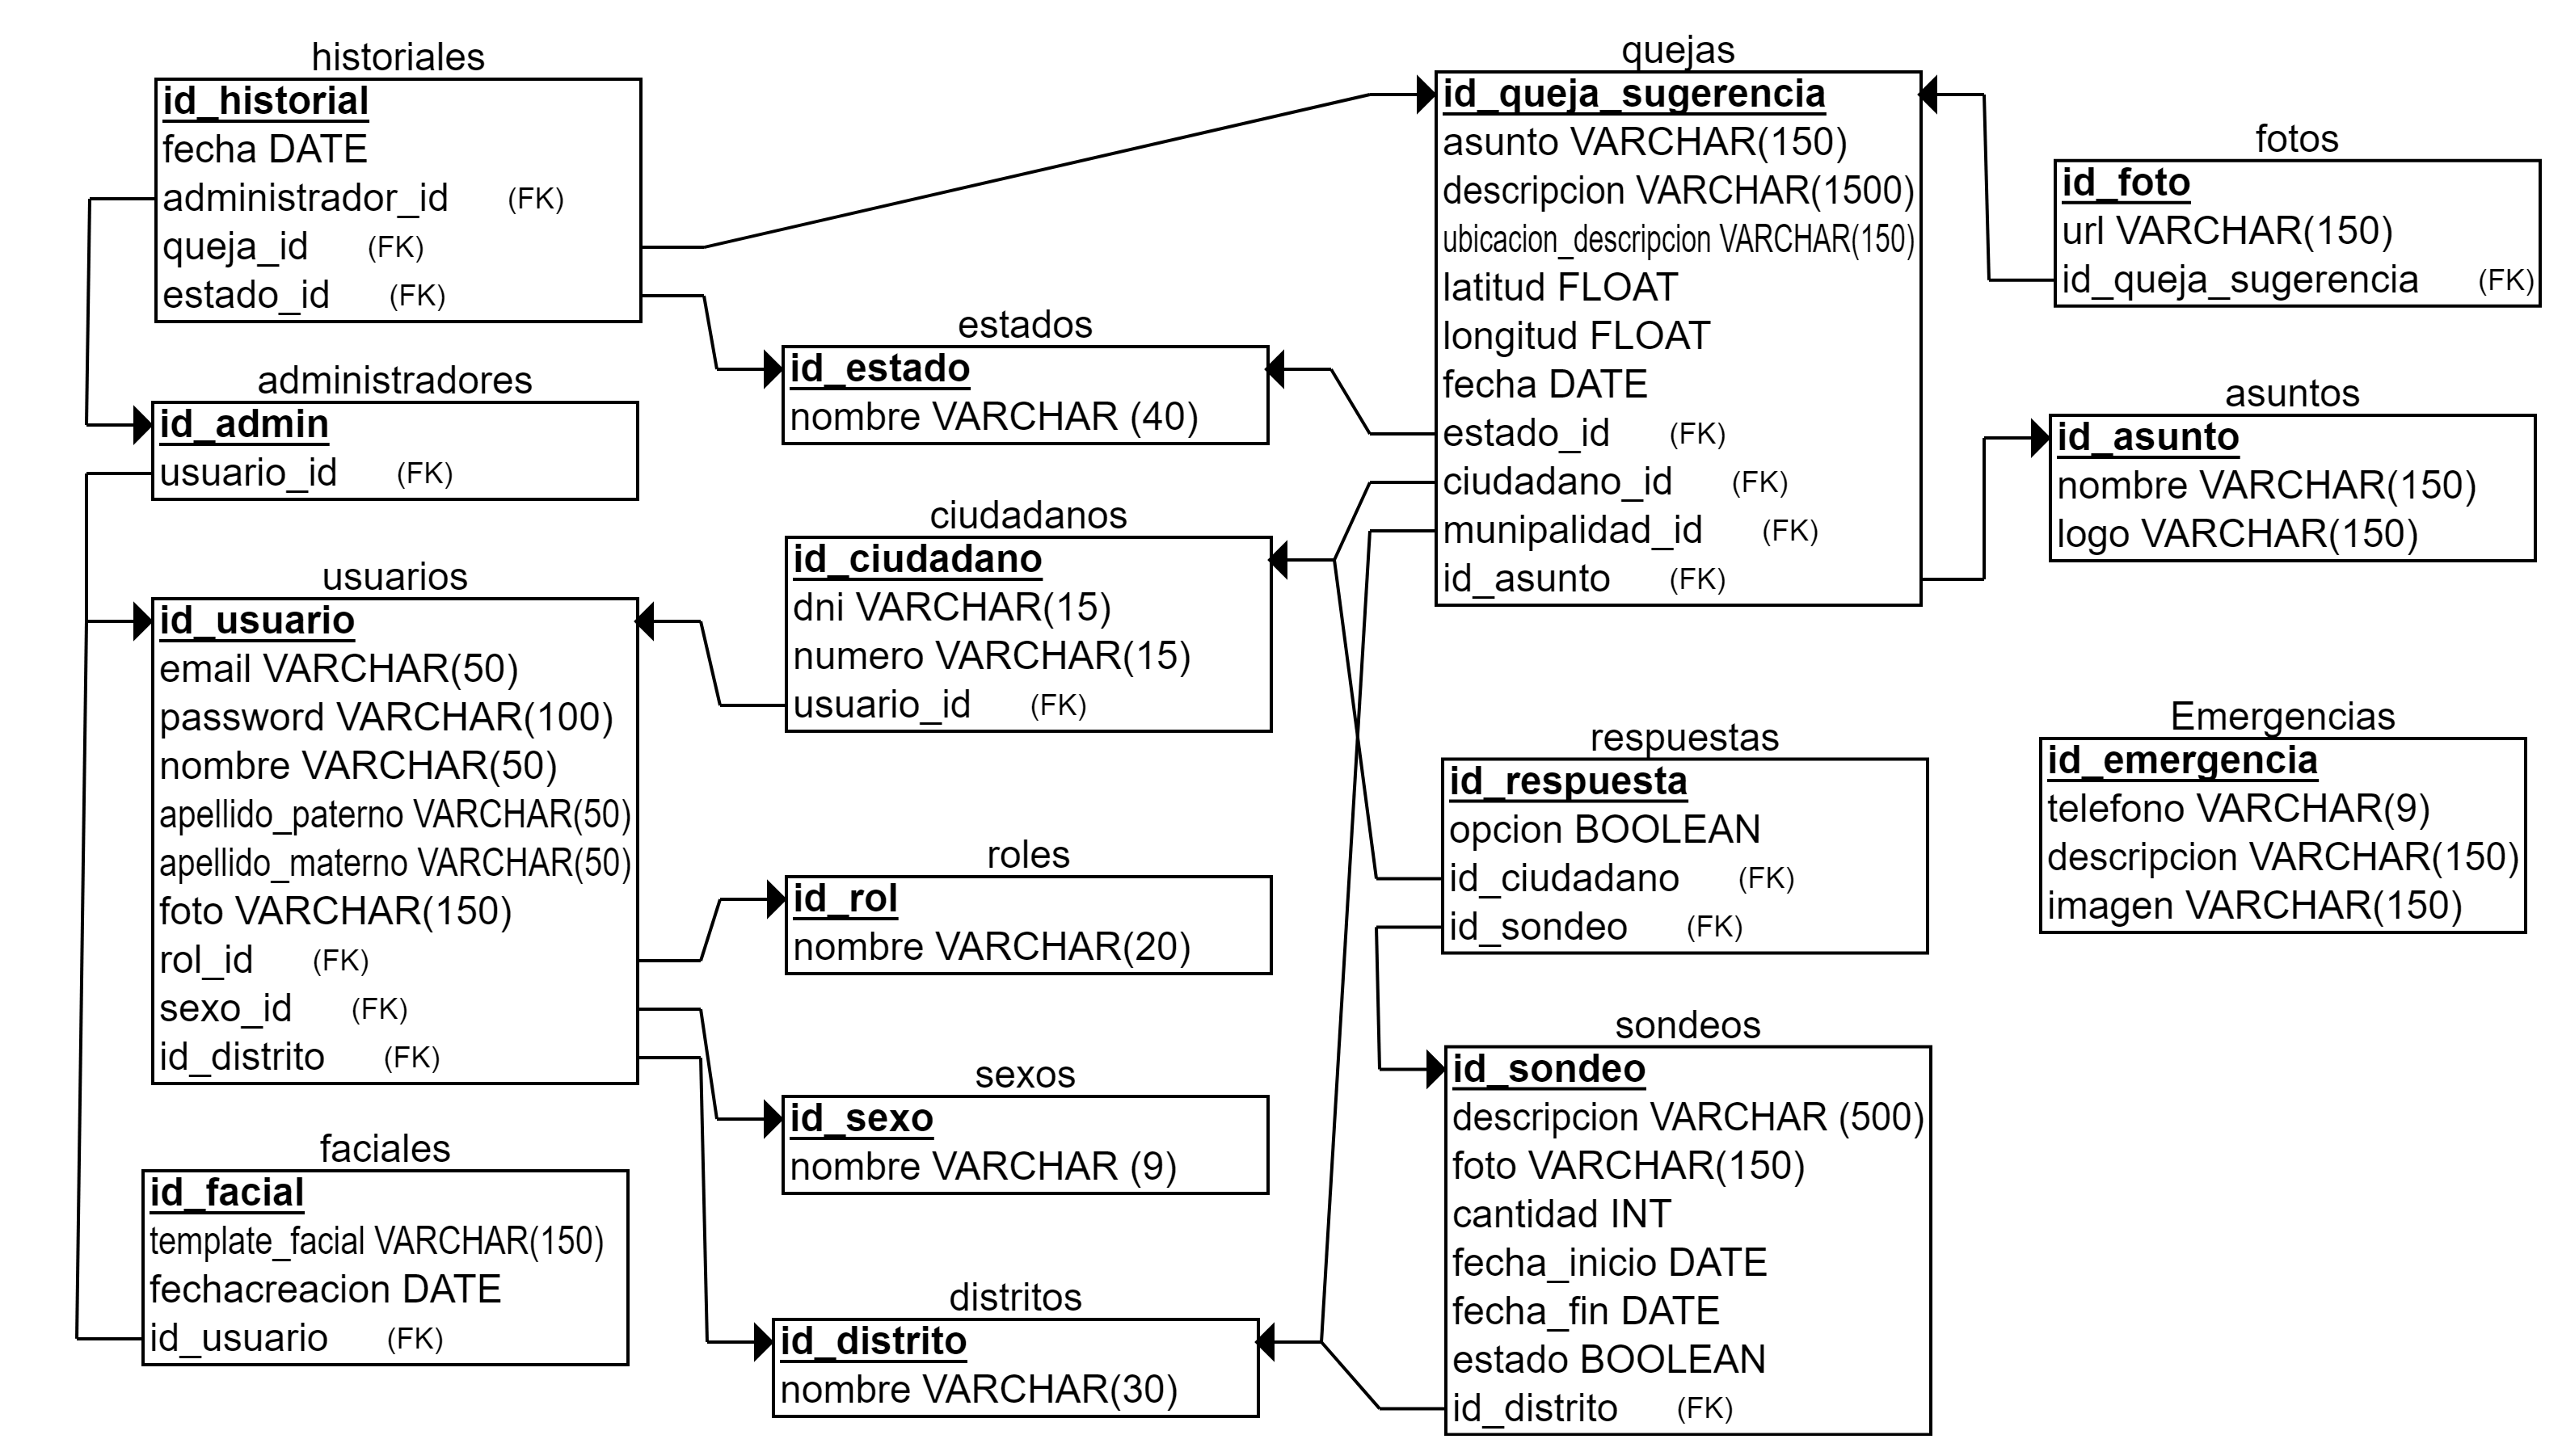 historiales
id_historial
fecha DATE
administrador_id (FK)
queja_id (FK)
estado_id (FK)
administradores
id_admin
usuario_id (FK)
usuarios
id_usuario
email VARCHAR(50)
password VARCHAR(100)
nombre VARCHAR(50)
apellido_paterno VARCHAR(50)
apellido_materno VARCHAR(50)
foto VARCHAR(150)
rol_id (FK)
sexo_id (FK)
id_distrito (FK)
faciales
id_facial
template_facial VARCHAR(150)
fechacreacion DATE
id_usuario (FK)
estados
id_estado
nombre VARCHAR (40)
ciudadanos
id_ciudadano
dni VARCHAR(15)
numero VARCHAR(15)
usuario_id (FK)
roles
id_rol
nombre VARCHAR(20)
sexos
id_sexo
nombre VARCHAR (9)
distritos
id_distrito
nombre VARCHAR(30)
quejas
id_queja_sugerencia
asunto VARCHAR(150)
descripcion VARCHAR(1500)
ubicacion_descripcion VARCHAR(150)
latitud FLOAT
longitud FLOAT
fecha DATE
estado_id (FK)
ciudadano_id (FK)
munipalidad_id (FK)
id_asunto (FK)
respuestas
id_respuesta
opcion BOOLEAN
id_ciudadano (FK)
id_sondeo (FK)
sondeos
id_sondeo
descripcion VARCHAR (500)
foto VARCHAR(150)
cantidad INT
fecha_inicio DATE
fecha_fin DATE
estado BOOLEAN
id_distrito (FK)
fotos
id_foto
url VARCHAR(150)
id_queja_sugerencia (FK)
asuntos
id_asunto
nombre VARCHAR(150)
logo VARCHAR(150)
Emergencias
id_emergencia
telefono VARCHAR(9)
descripcion VARCHAR(150)
imagen VARCHAR(150)